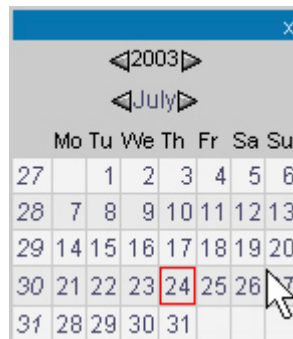 x
2003
July
Mo Tu We Th Fr Sa Su
27 1 2 3 4 5 6
28 7 8 9 10 11 12 13
29 14 15 16 17 18 19 20
30 21 22 23 24 25 26
31 28 29 30 31